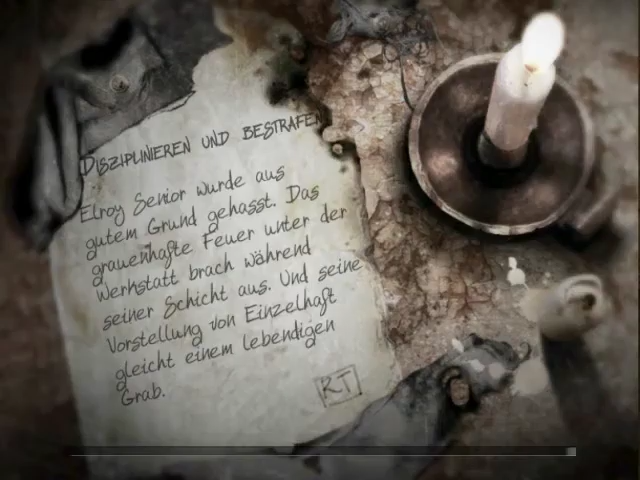 DISZIPLINIEREN UND BESTRAFEN
Elroy Senior wurde aus
gutem Grund gehasst. Das
grauenhafte Feuer unter der
Werkstatt brach während
seiner Schicht aus. Und seine
Vorstellung von Einzelhaft
gleicht einem lebendigen
Grab.
RT